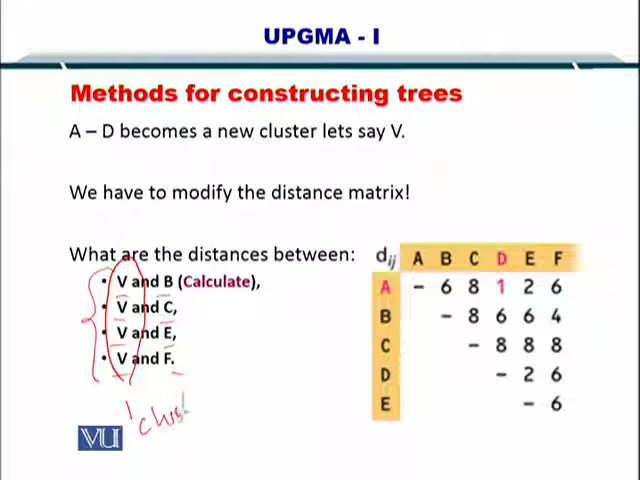 UPGMA - I
Methods for constructing trees
A – D becomes a new cluster lets say V.
We have to modify the distance matrix!
What are the distances between:
• V and B (Calculate),
• V and C,
• V and E,
• V and F.
dij A B C D E F
A - 6 8 1 2 6
B - 8 6 6 4
C - 8 8 8
D - 2 6
E - 6
VU